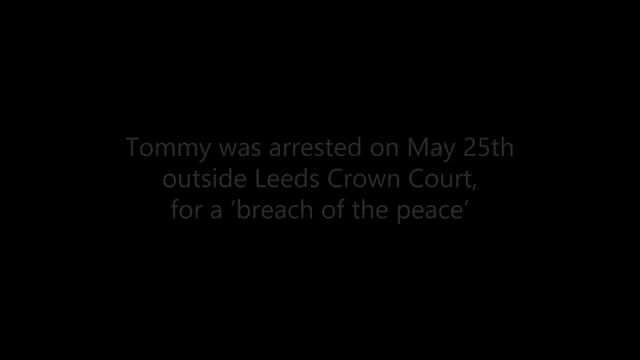 Tommy was arrested on May 25th
outside Leeds Crown Court,
for a ‘breach of the peace’